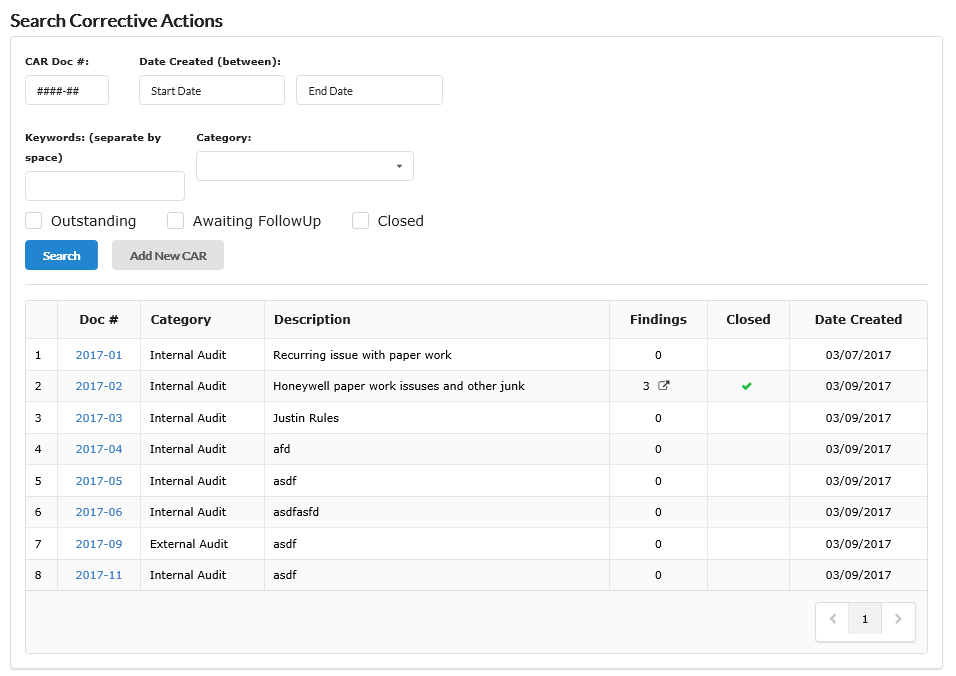 Search Corrective Actions
CAR Doc #: Date Created (between):
####-## Start Date End Date
Keywords: (separate by Category:
space)
Outstanding Awaiting FollowUp Closed
Search Add New CAR
Doc # Category Description Findings Closed Date Created
1 2017-01 Internal Audit Recurring issue with paper work 0 03/07/2017
2 2017-02 Internal Audit Honeywell paper work issuses and other junk 3 03/09/2017
3 2017-03 Internal Audit Justin Rules 0 03/09/2017
4 2017-04 Internal Audit afd 0 03/09/2017
5 2017-05 Internal Audit asdf 0 03/09/2017
6 2017-06 Internal Audit asdfasfd 0 03/09/2017
7 2017-09 External Audit asdf 0 03/09/2017
8 2017-11 Internal Audit asdf 0 03/09/2017
1